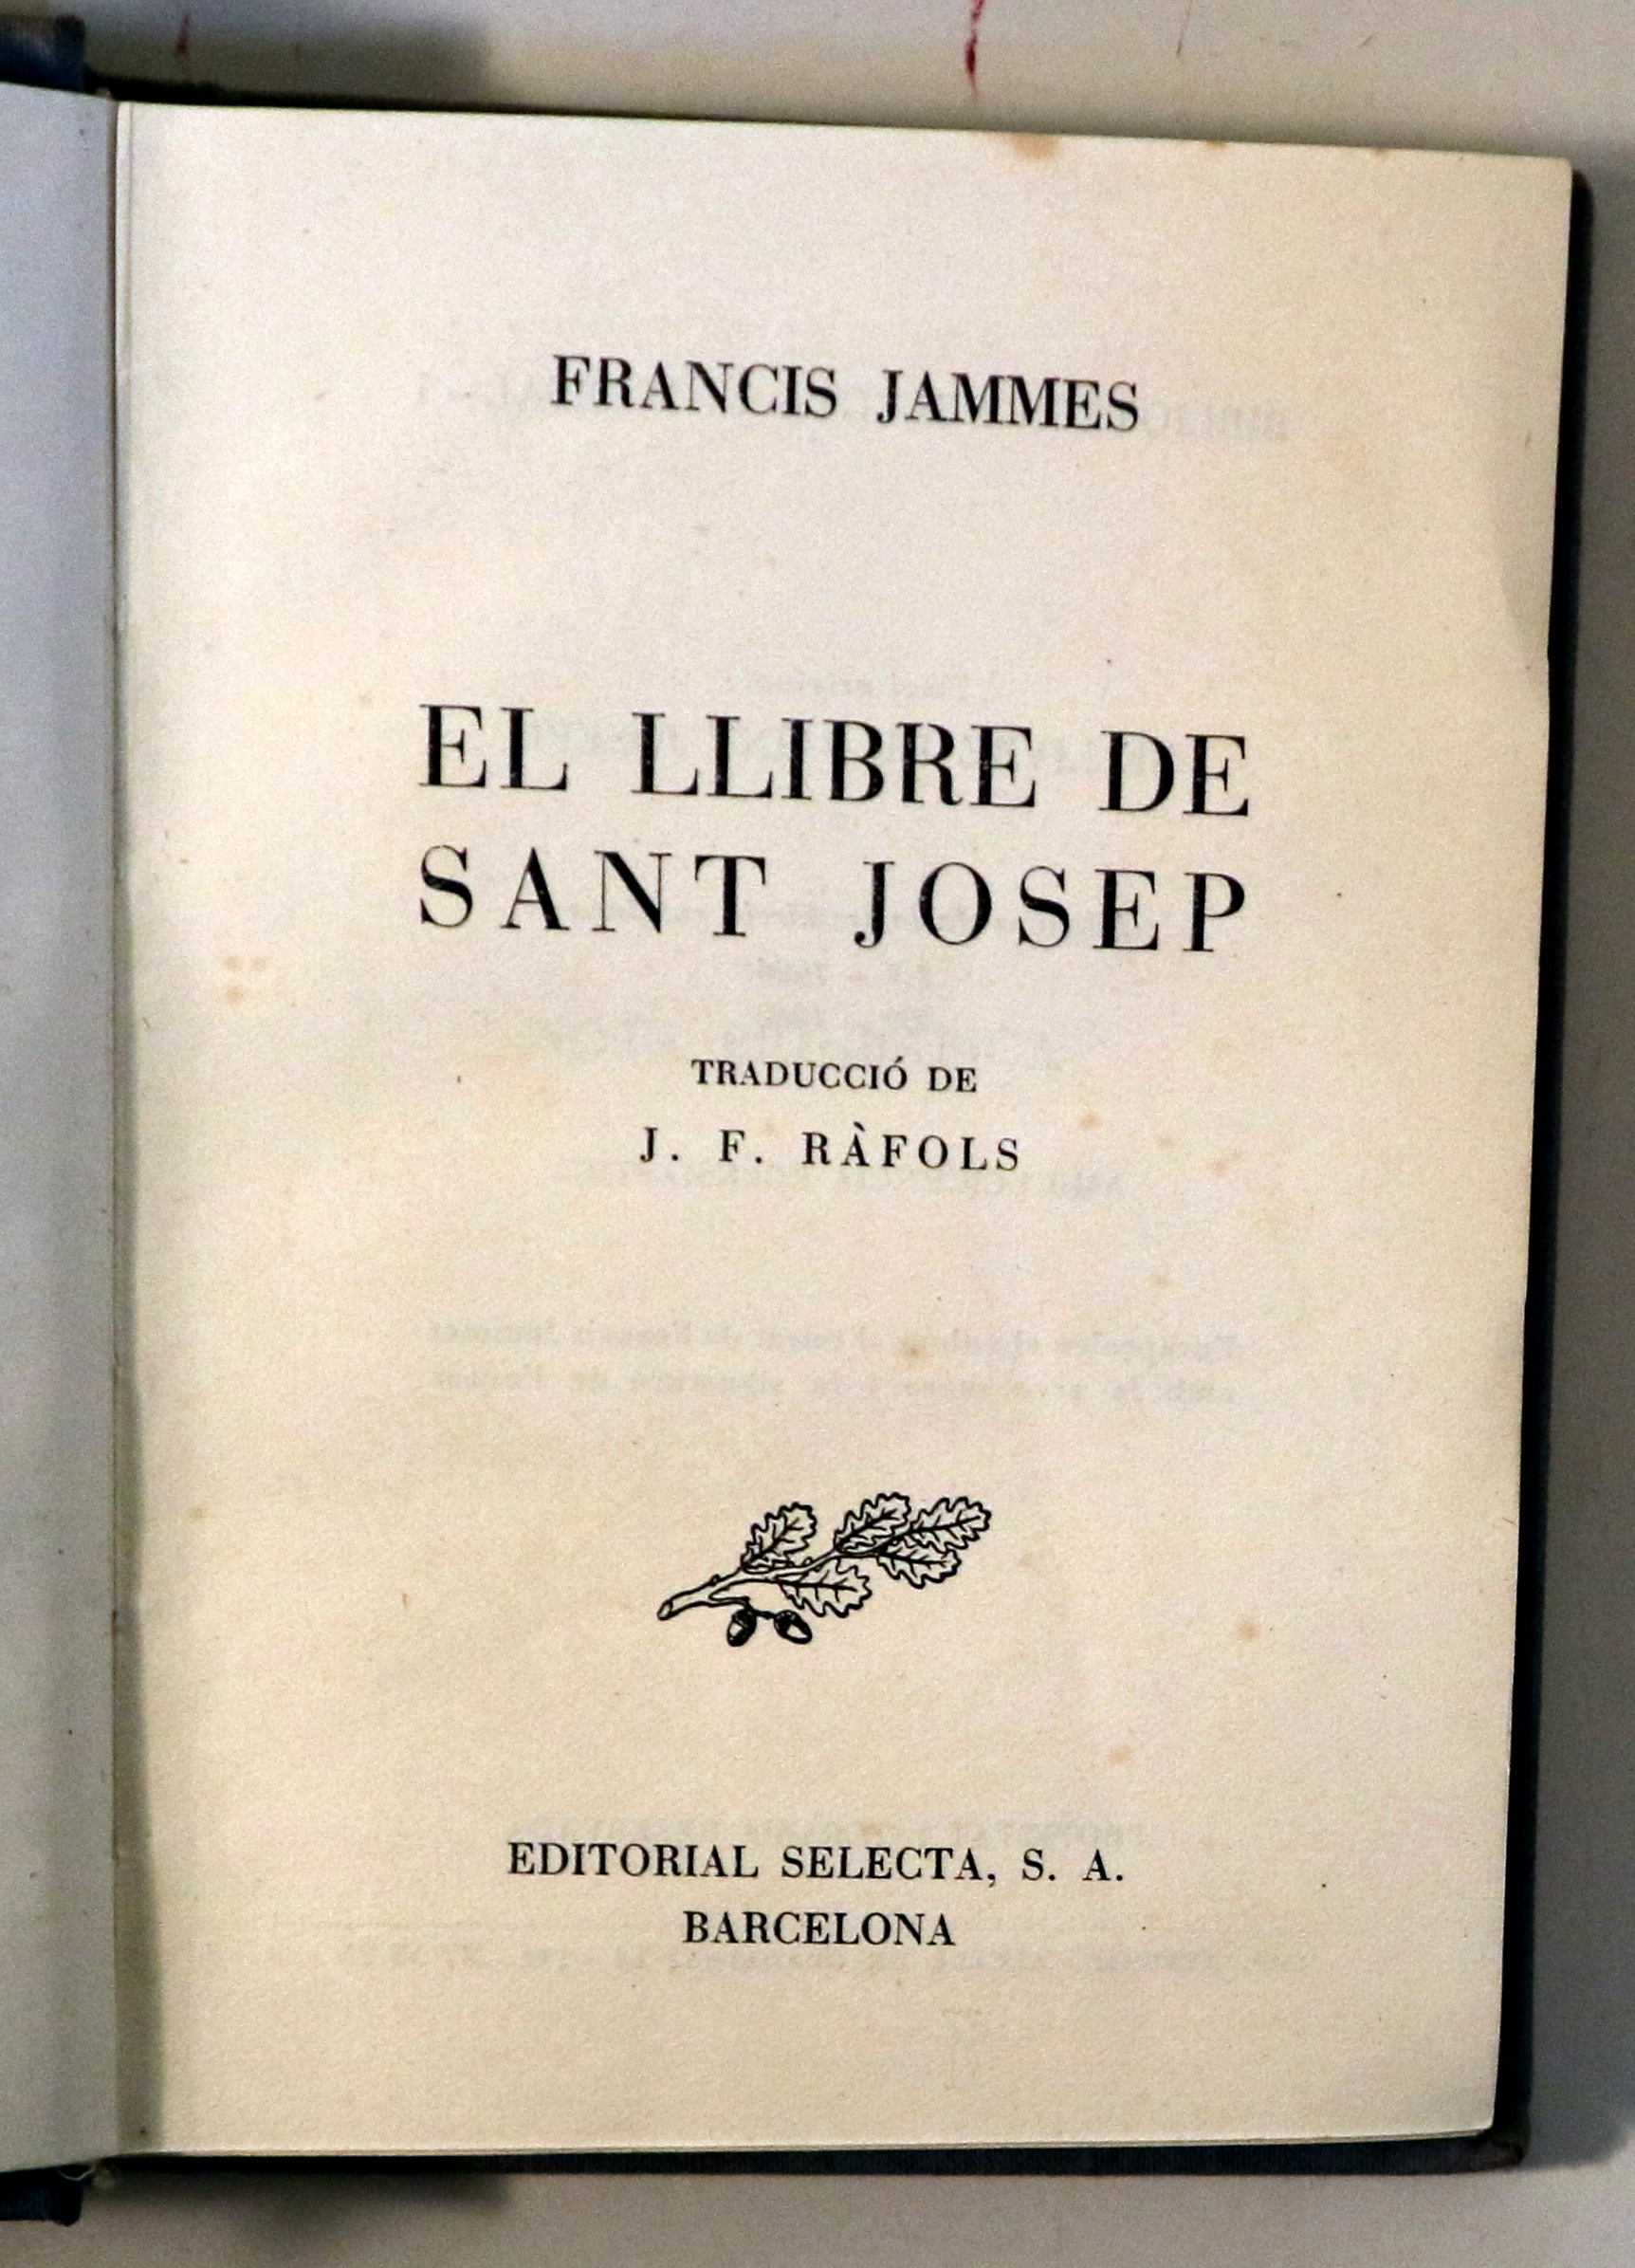 FRANCIS JAMMES
EL LLIBRE DE
SANT JOSEP
TRADUCCIÓ DE
J. F. RÀFOLS
EDITORIAL SELECTA, S. A.
BARCELONA